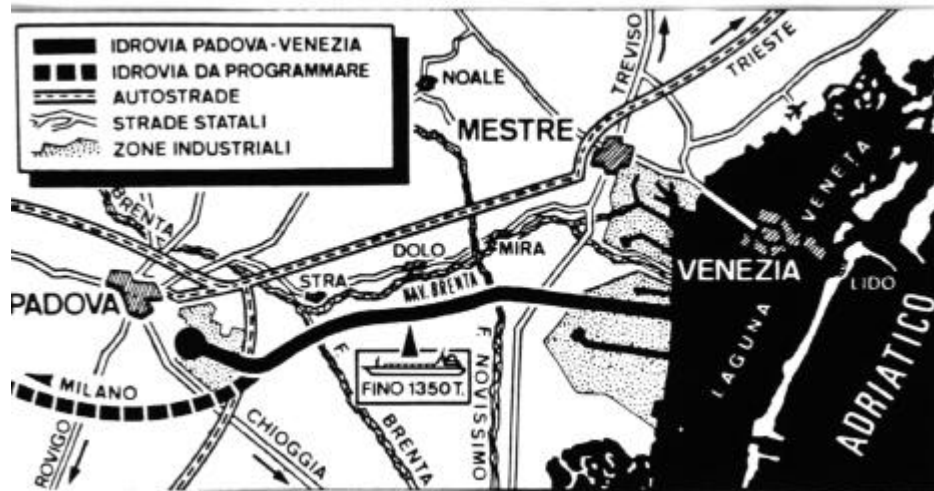 IDROVIA PADOVA-VENEZIA
IDROVIA DA PROGRAMMARE
AUTOSTRADE
STRADE STATALI
ZONE INDUSTRIALI
NOALE
TREVISO
TRIESTE
MESTRE
BRENTA
DOLO
MIRA
STRA
NAV. BRENTA
PADOVA
VENEZIA
LAGUNA VENETA
LIDO
ADRIATICO
FINO 1350 T.
MILANO
ROVIGO
CHIOGGIA
F. BRENTA
F. NOVISSIMO